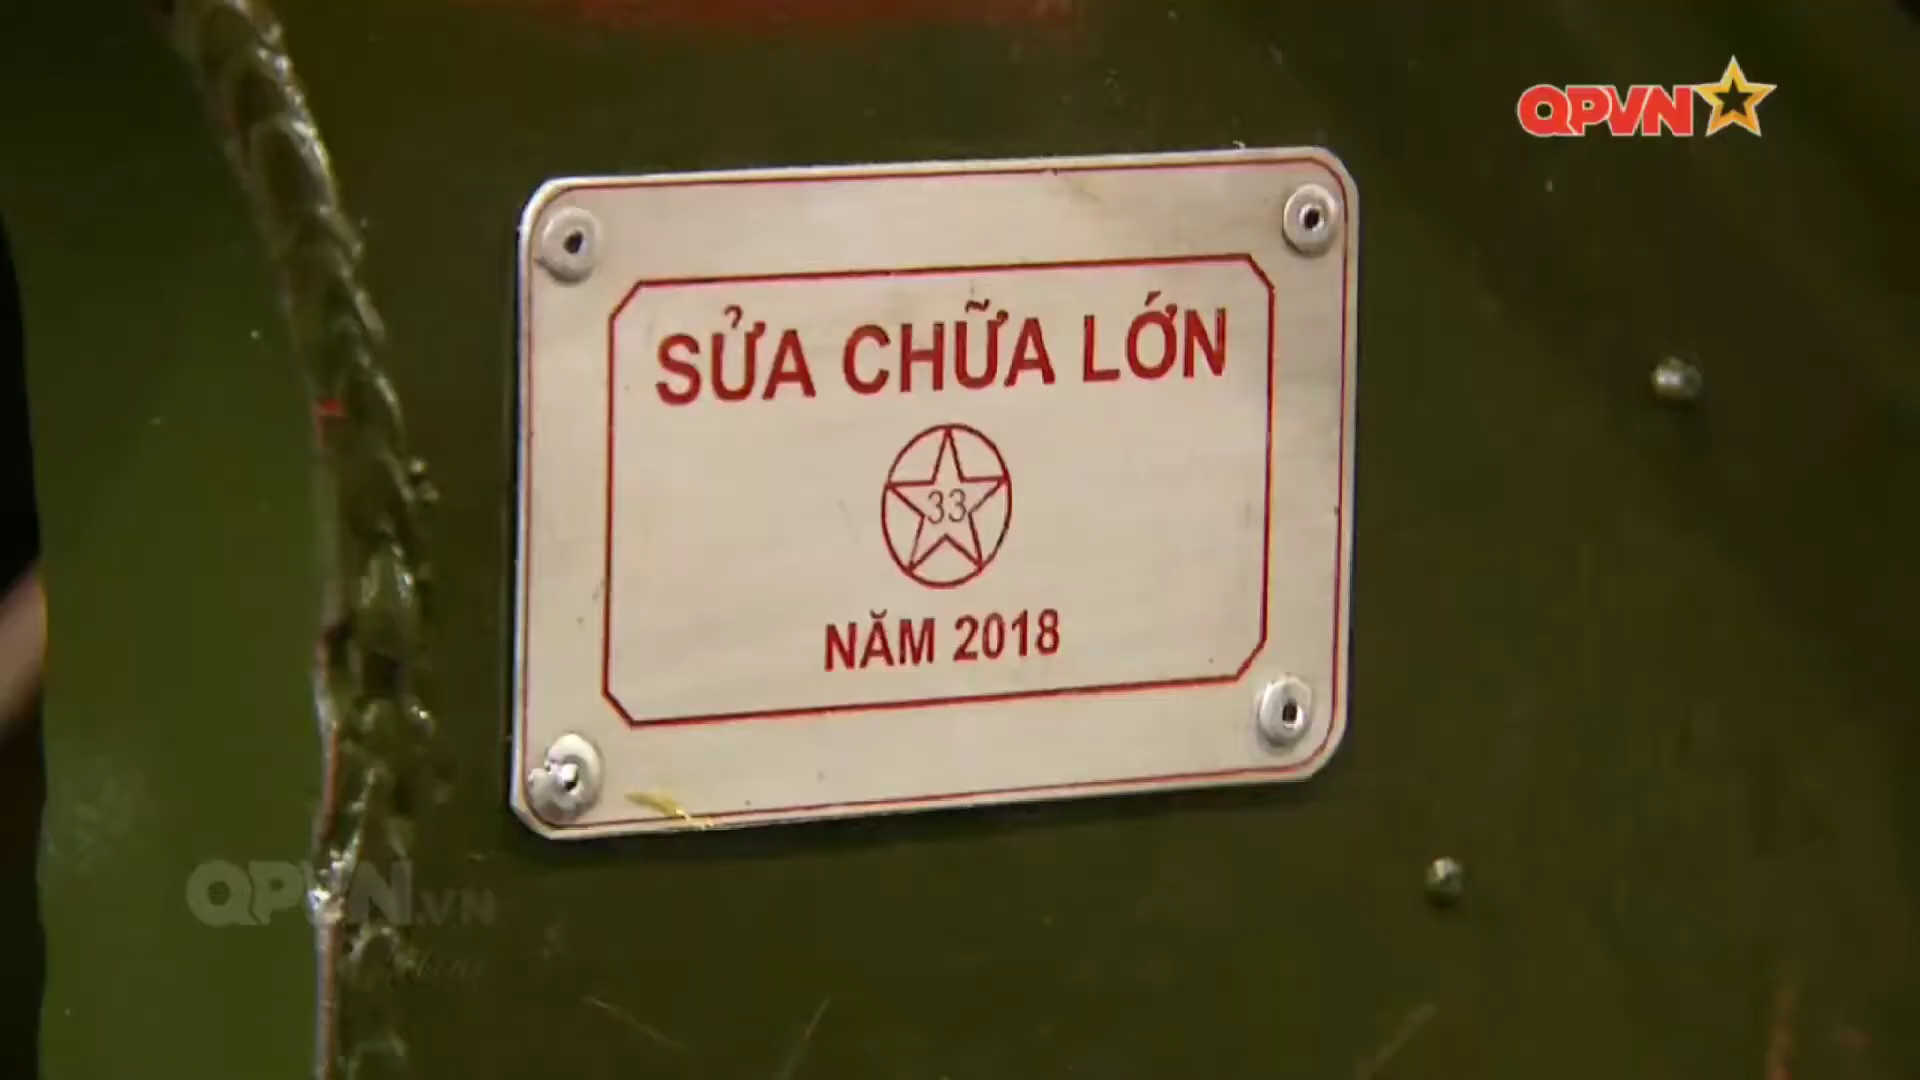 QPVN
SỬA CHỮA LỚN
33
NĂM 2018
QPVN.VN